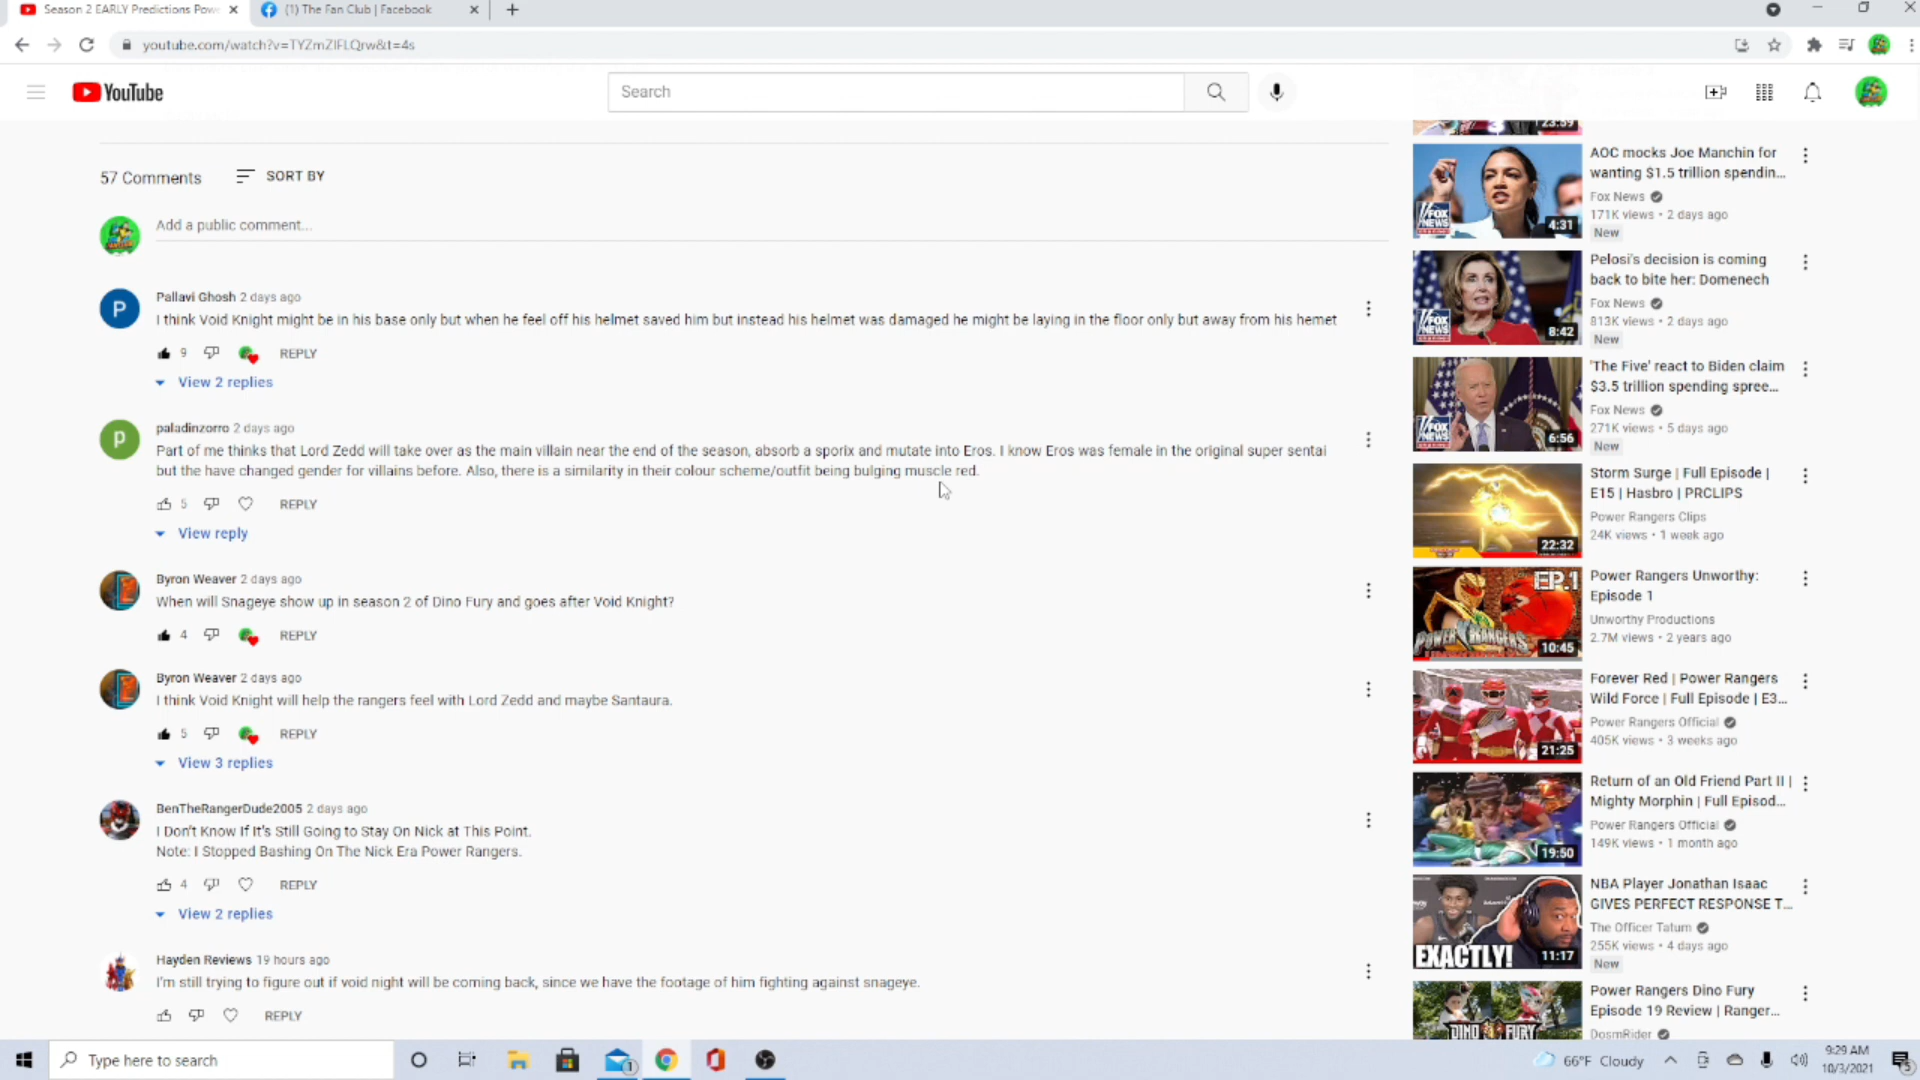 Season 2 EARLY Predictions Powe
(1) The Fan Club | Facebook
youtube.com/watch?v=TYZmZIFLQrw&t=4s
YouTube
Search
57 Comments
SORT BY
Add a public comment...
Pallavi Ghosh 2 days ago
I think Void Knight might be in his base only but when he feel off his helmet saved him but instead his helmet was damaged he might be laying in the floor only but away from his hemet
9
REPLY
View 2 replies
paladinzorro 2 days ago
Part of me thinks that Lord Zedd will take over as the main villain near the end of the season, absorb a sporix and mutate into Eros. I know Eros was female in the original super sentai
but the have changed gender for villains before. Also, there is a similarity in their colour scheme/outfit being bulging muscle red.
5
REPLY
View reply
Byron Weaver 2 days ago
When will Snageye show up in season 2 of Dino Fury and goes after Void Knight?
4
REPLY
Byron Weaver 2 days ago
I think Void Knight will help the rangers feel with Lord Zedd and maybe Santaura.
5
REPLY
View 3 replies
BenTheRangerDude2005 2 days ago
I Don't Know If It's Still Going to Stay On Nick at This Point.
Note: I Stopped Bashing On The Nick Era Power Rangers.
4
REPLY
View 2 replies
Hayden Reviews 19 hours ago
I'm still trying to figure out if void night will be coming back, since we have the footage of him fighting against snageye.
REPLY
23:59
AOC mocks Joe Manchin for
wanting $1.5 trillion spendin...
Fox News
171K views • 2 days ago
New
FOX NEWS
4:31
Pelosi's decision is coming
back to bite her: Domenech
Fox News
813K views • 2 days ago
New
FOX NEWS
8:42
'The Five' react to Biden claim
$3.5 trillion spending spree...
Fox News
271K views • 5 days ago
New
FOX NEWS
6:56
Storm Surge | Full Episode |
E15 | Hasbro | PRCLIPS
Power Rangers Clips
24K views • 1 week ago
22:32
Power Rangers Unworthy:
Episode 1
Unworthy Productions
2.7M views • 2 years ago
EP.1
POWER RANGERS
10:45
Forever Red | Power Rangers
Wild Force | Full Episode | E3...
Power Rangers Official
405K views • 3 weeks ago
21:25
Return of an Old Friend Part II |
Mighty Morphin | Full Episod...
Power Rangers Official
149K views • 1 month ago
19:50
NBA Player Jonathan Isaac
GIVES PERFECT RESPONSE T...
The Officer Tatum
255K views • 4 days ago
New
EXACTLY!
11:17
Power Rangers Dino Fury
Episode 19 Review | Ranger...
DosmRider
DINO FURY
Type here to search
66°F Cloudy
9:29 AM
10/3/2021